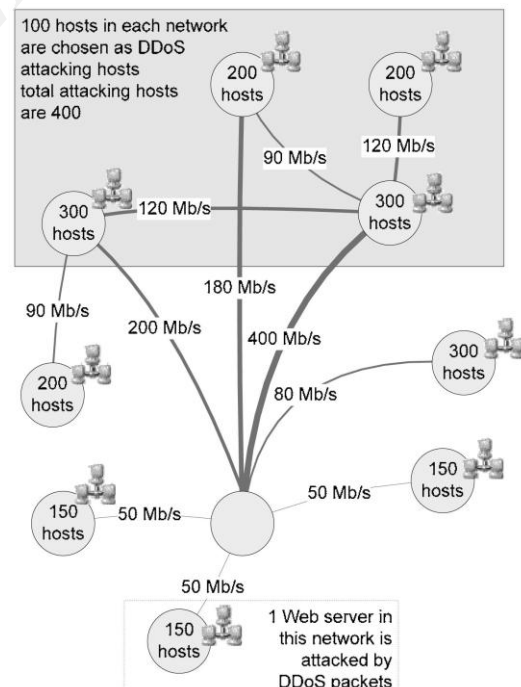 100 hosts in each network
are chosen as DDoS
attacking hosts
total attacking hosts
are 400
200
hosts
200
hosts
90 Mb/s
120 Mb/s
300
hosts
120 Mb/s
300
hosts
90 Mb/s
200 Mb/s
180 Mb/s
400 Mb/s
300
hosts
200
hosts
80 Mb/s
150
hosts
50 Mb/s
150
hosts
50 Mb/s
50 Mb/s
150
hosts
1 Web server in
this network is
attacked by
DDoS packets